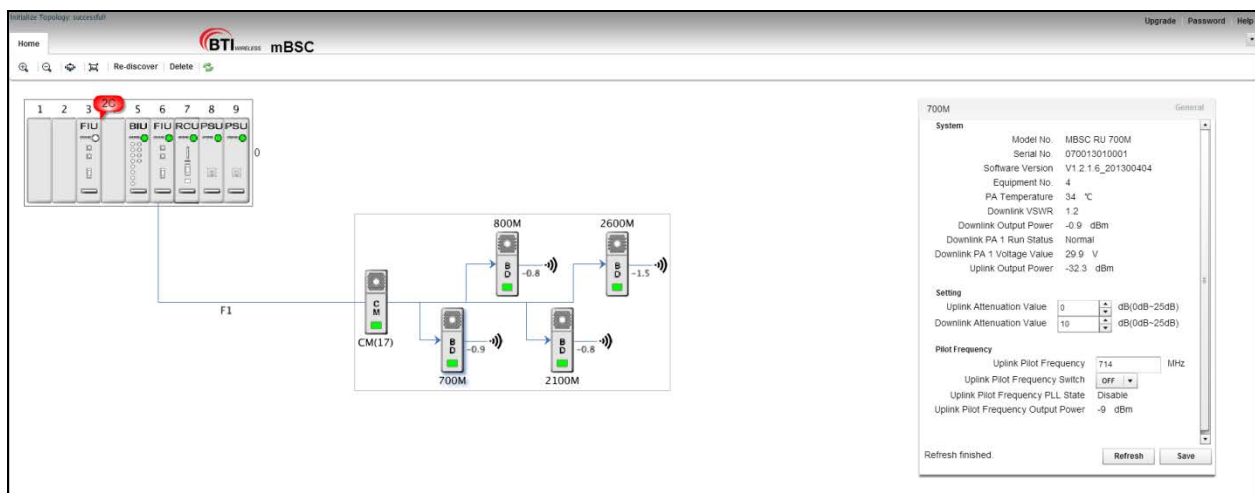 Initialize Topology: successful!
Upgrade Password Help
Home
BTI WIRELESS mBSC
Re-discover Delete
1 2 3 2C 5 6 7 8 9
FIU BIU FIU RCU PSU PSU
0
F1
CM
CM(17)
800M
BD
-0.8
2600M
BD
-1.5
BD
-0.9
700M
BD
-0.8
2100M
700M General
System
Model No. MBSC RU 700M
Serial No. 070013010001
Software Version V1.2.1.6_201300404
Equipment No. 4
PA Temperature 34 ℃
Downlink VSWR 1.2
Downlink Output Power -0.9 dBm
Downlink PA 1 Run Status Normal
Downlink PA 1 Voltage Value 29.9 V
Uplink Output Power -32.3 dBm
Setting
Uplink Attenuation Value 0 dB(0dB~25dB)
Downlink Attenuation Value 10 dB(0dB~25dB)
Pilot Frequency
Uplink Pilot Frequency 714 MHz
Uplink Pilot Frequency Switch OFF
Uplink Pilot Frequency PLL State Disable
Uplink Pilot Frequency Output Power -9 dBm
Refresh finished. Refresh Save